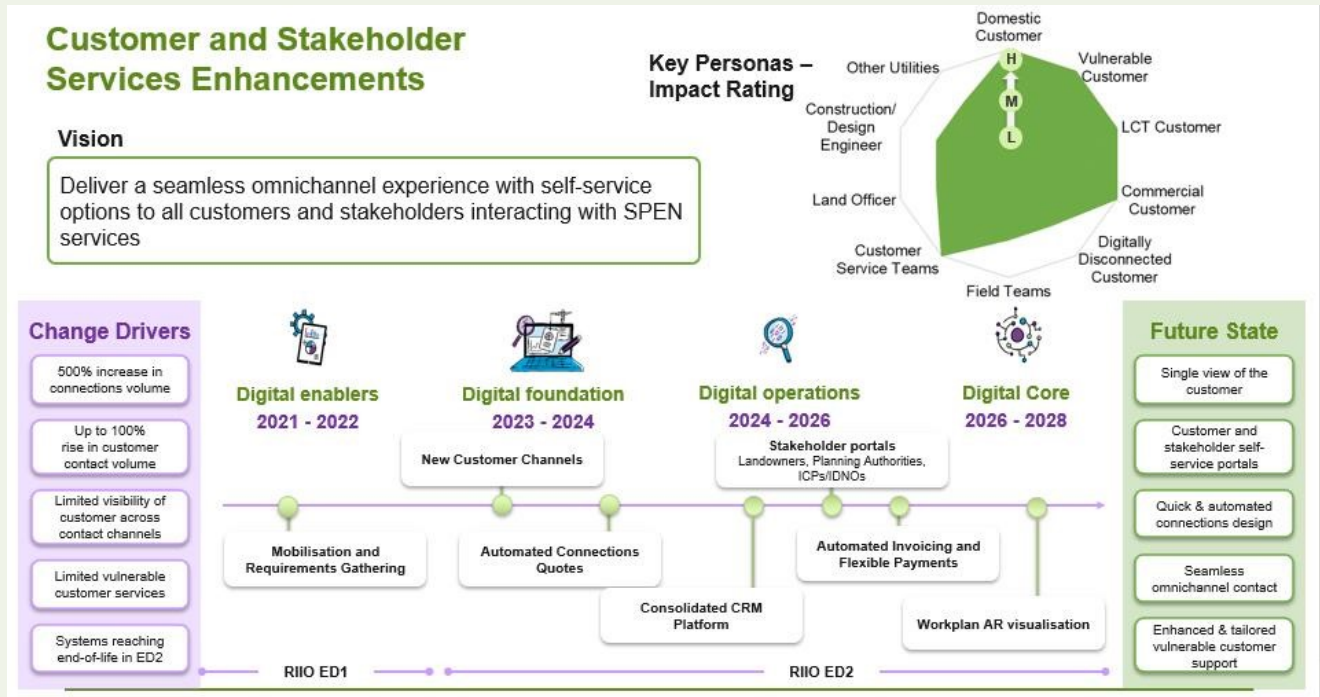 Customer and Stakeholder
Services Enhancements
Vision
Deliver a seamless omnichannel experience with self-service
options to all customers and stakeholders interacting with SPEN
services
Key Personas –
Impact Rating
Domestic
Customer
Vulnerable
Customer
LCT Customer
Commercial
Customer
Digitally
Disconnected
Customer
Field Teams
Customer
Service Teams
Land Officer
Construction/
Design
Engineer
Other Utilities
H
M
L
Change Drivers
500% increase in
connections volume
Up to 100%
rise in customer
contact volume
Limited visibility of
customer across
contact channels
Limited vulnerable
customer services
Systems reaching
end-of-life in ED2
Digital enablers
2021 - 2022
Digital foundation
2023 - 2024
Digital operations
2024 - 2026
Digital Core
2026 - 2028
New Customer Channels
Stakeholder portals
Landowners, Planning Authorities,
ICPs/IDNOs
Mobilisation and
Requirements Gathering
Automated Connections
Quotes
Consolidated CRM
Platform
Automated Invoicing and
Flexible Payments
Workplan AR visualisation
RIIO ED1
RIIO ED2
Future State
Single view of the
customer
Customer and
stakeholder self-
service portals
Quick & automated
connections design
Seamless
omnichannel contact
Enhanced & tailored
vulnerable customer
support